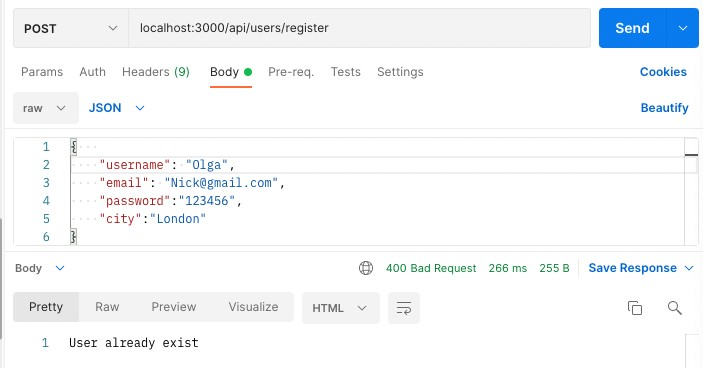 POST localhost:3000/api/users/register Send
Params Auth Headers (9) Body Pre-req. Tests Settings Cookies
raw JSON Beautify
1 {
2 "username": "Olga",
3 "email": "Nick@gmail.com",
4 "password":"123456",
5 "city":"London"
6 }
Body 400 Bad Request 266 ms 255 B Save Response
Pretty Raw Preview Visualize HTML
1 User already exist